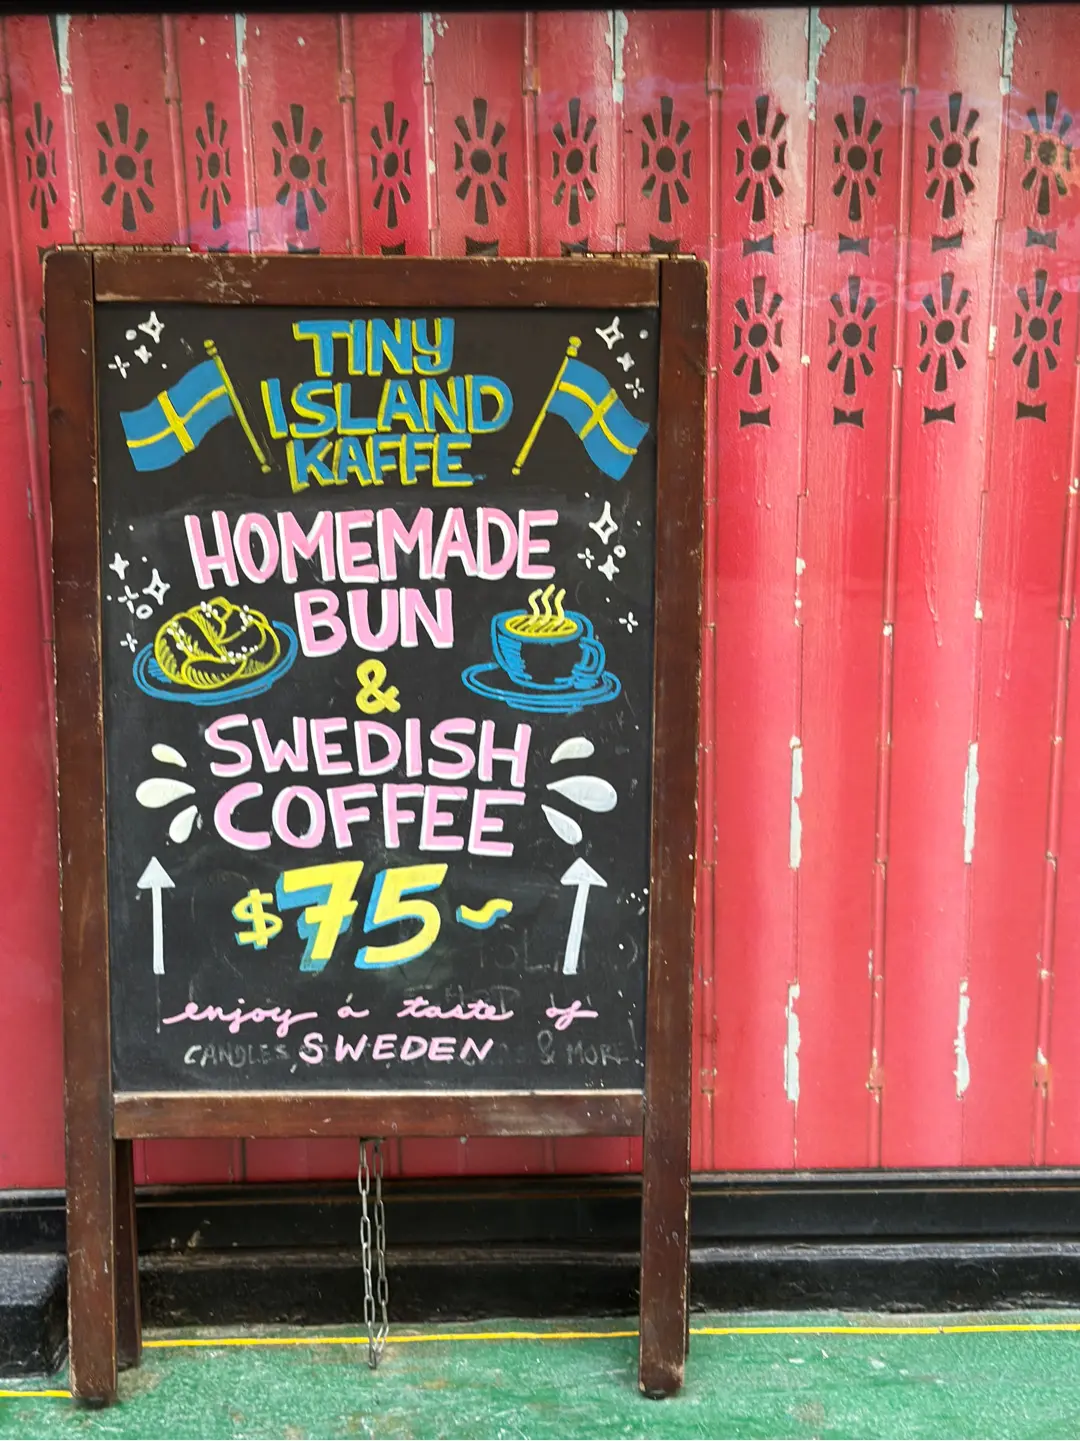 TINY
ISLAND
KAFFE
HOMEMADE
BUN
&
SWEDISH
COFFEE
$75~
enjoy a taste of
CANDLES SWEDEN & MORE